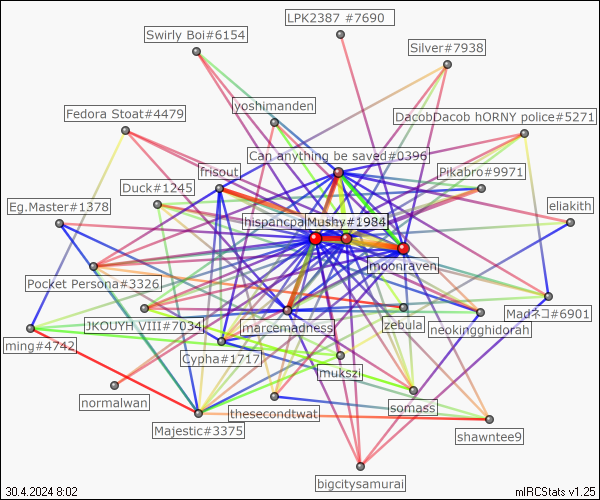 LPK2387 #7690
Swirly Boi#6154
Silver#7938
yoshimanden
Fedora Stoat#4479
DacobDacob hORNY police#5271
Can anything be saved#0396
frisout
Pikabro#9971
Duck#1245
Eg.Master#1378
eliakith
hispancpa
Mushy#1984
moonraven
Pocket Persona#3326
Madネコ#6901
JKOUYH VIII#7034
marcemadness
zebula
neokingghidorah
ming#4742
Cypha#1717
mukszi
normalwan
thesecondtwat
somass
Majestic#3375
shawntee9
bigcitysamurai
30.4.2024 8:02
mIRCStats v1.25